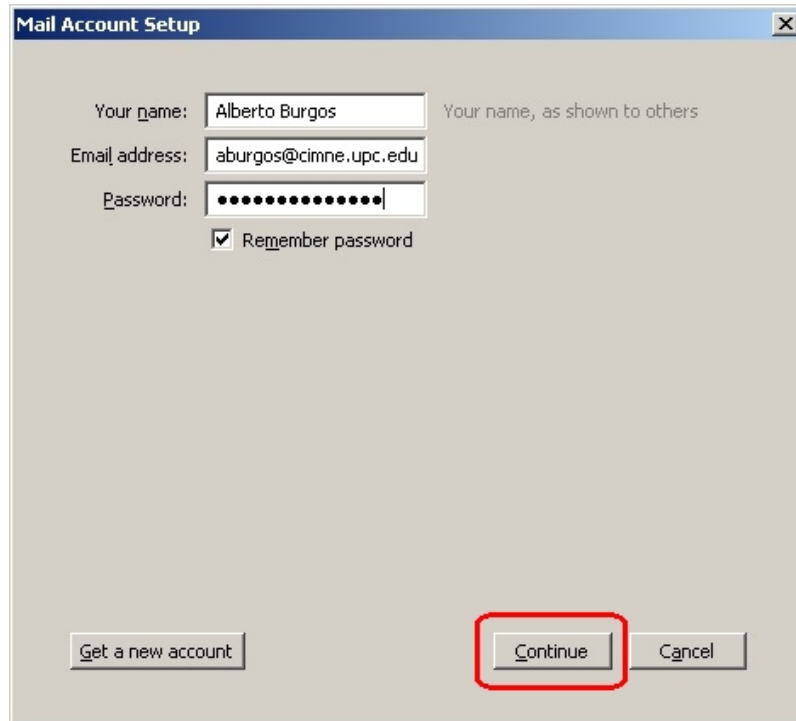 Mail Account Setup
Your name: Alberto Burgos Your name, as shown to others
Email address: aburgos@cimne.upc.edu
Password: ●●●●●●●●●●●●●●
Remember password
Get a new account Continue Cancel